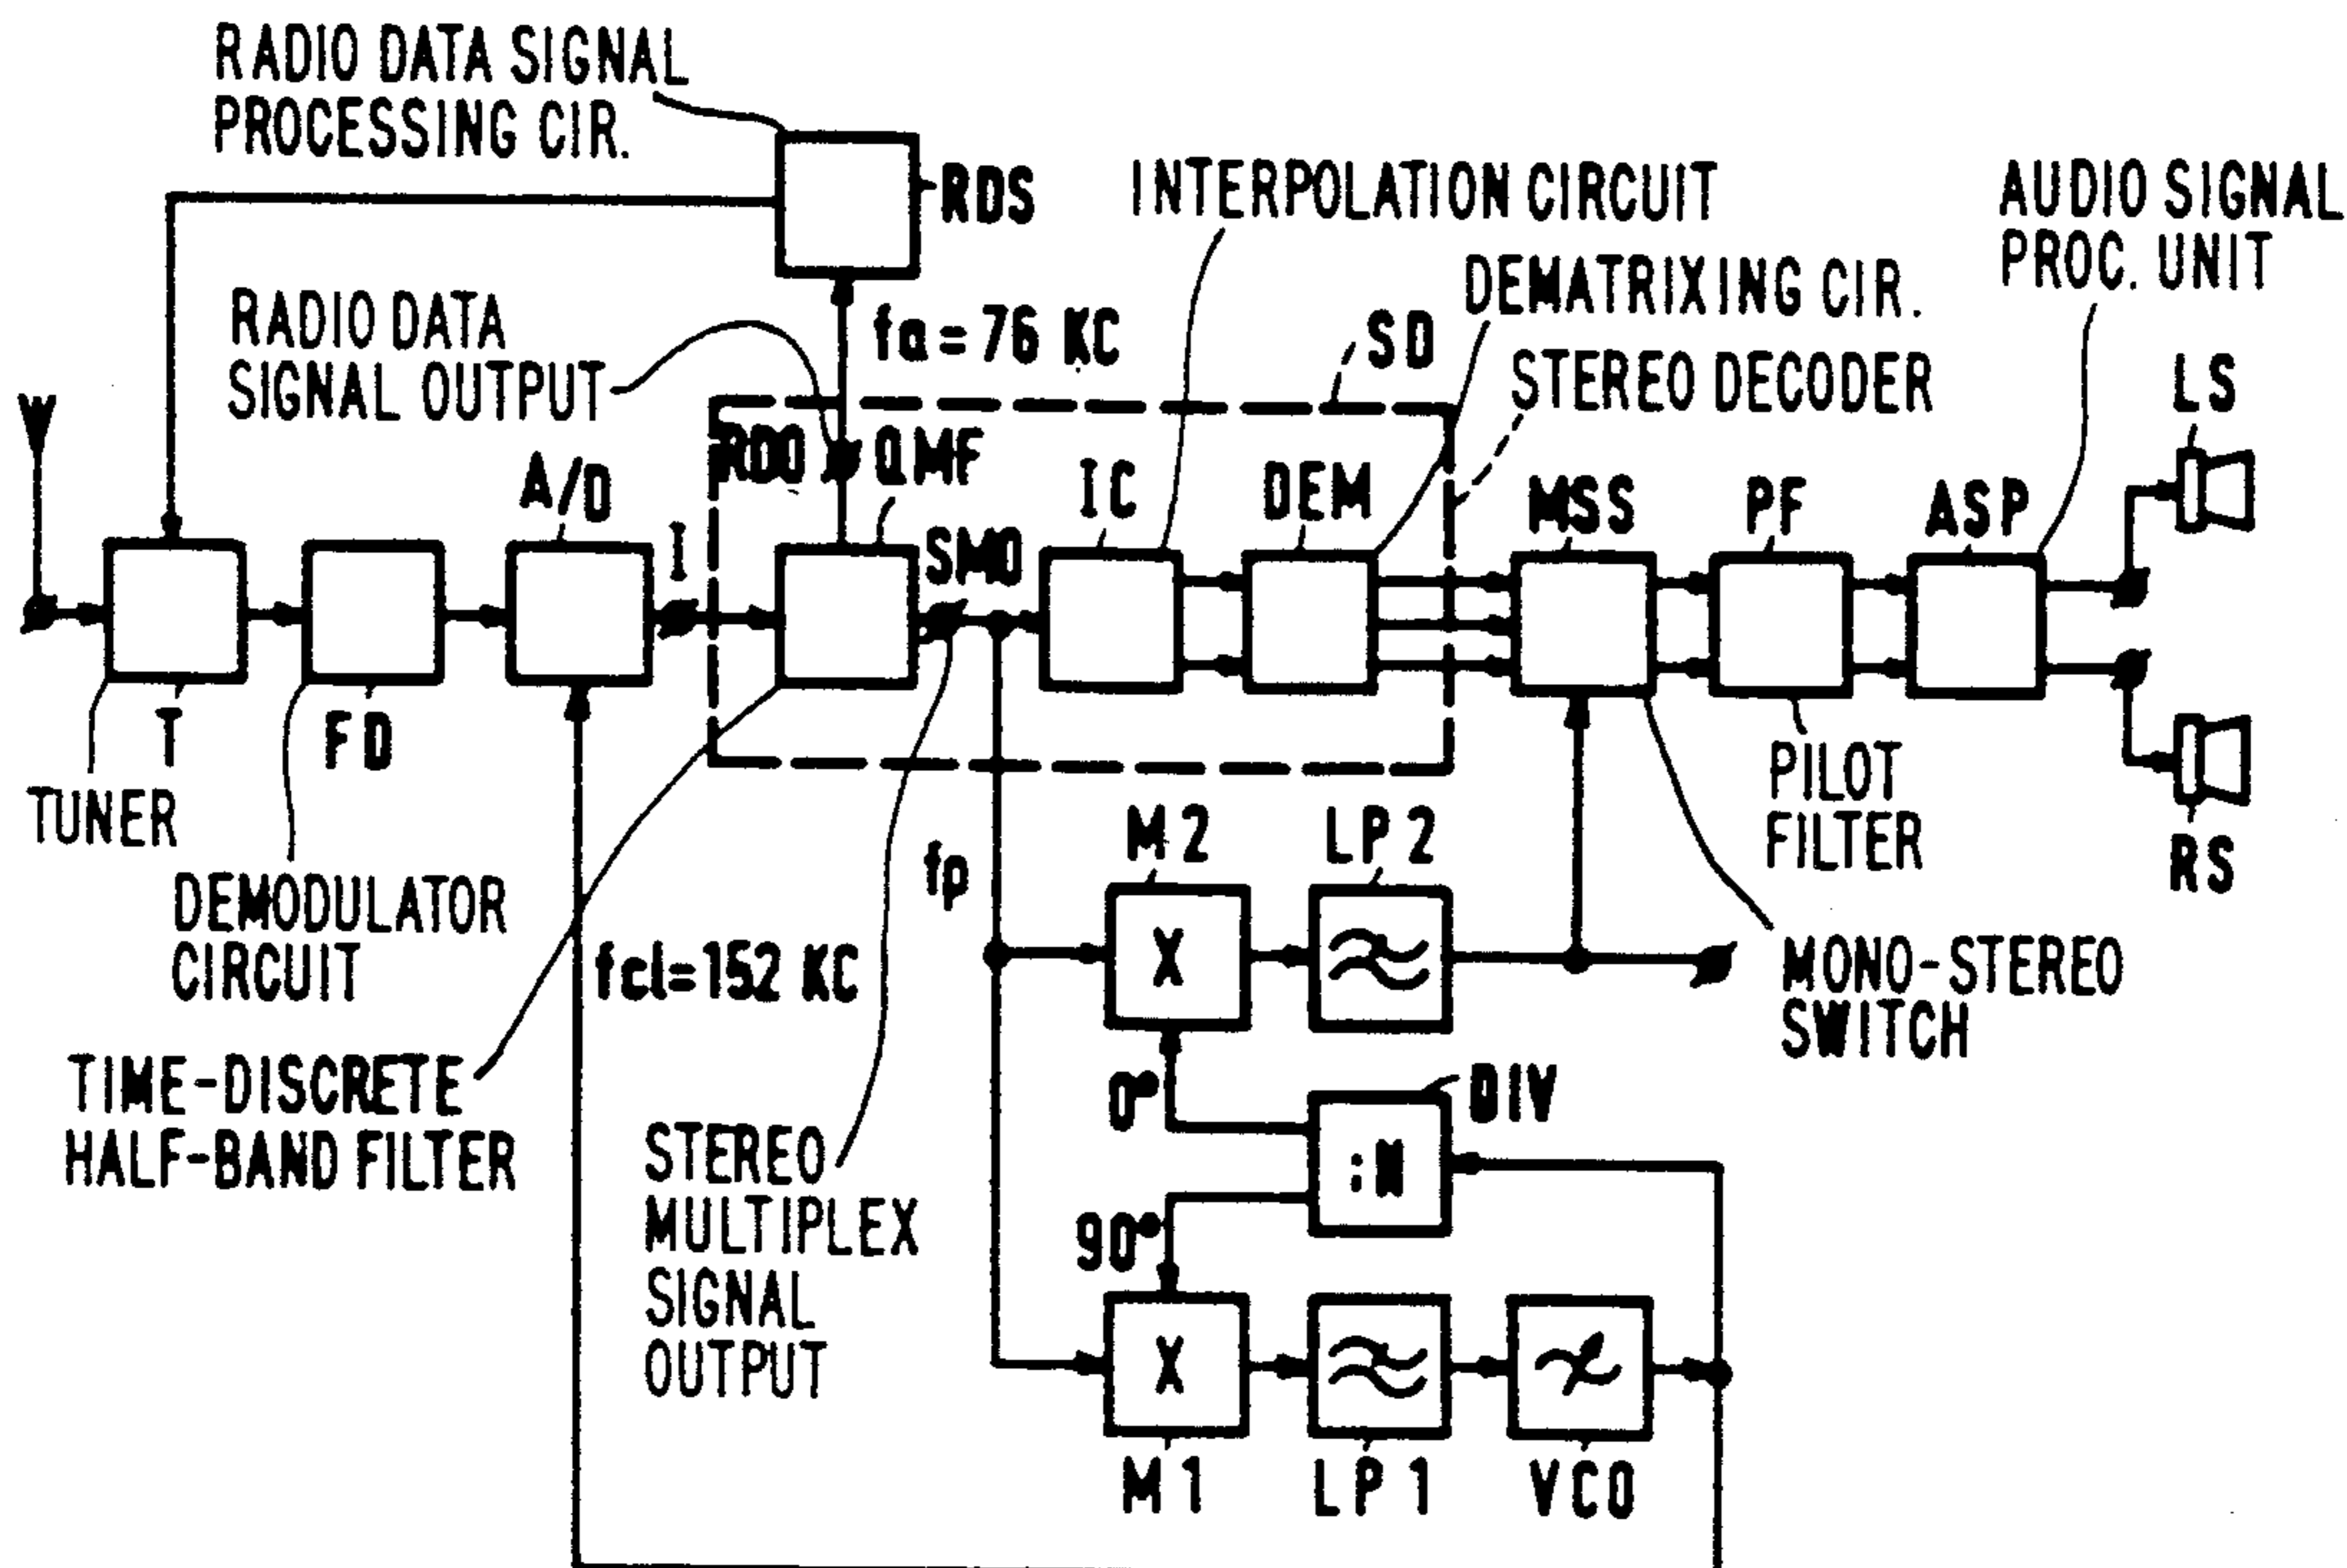 RADIO DATA SIGNAL
PROCESSING CIR.
RDS
INTERPOLATION CIRCUIT
AUDIO SIGNAL
PROC. UNIT
DEMATRIXING CIR.
RADIO DATA
SIGNAL OUTPUT
fa=76 KC
SD
STEREO DECODER
LS
A/D
I
RDO
QMF
SMO
IC
DEM
MSS
PF
ASP
T
FD
TUNER
DEMODULATOR
CIRCUIT
fp
M2
LP2
PILOT
FILTER
RS
X
fcl=152 KC
MONO-STEREO
SWITCH
TIME-DISCRETE
HALF-BAND FILTER
0°
DIV
:N
STEREO
MULTIPLEX
SIGNAL
OUTPUT
90°
X
M1
LP1
VCO